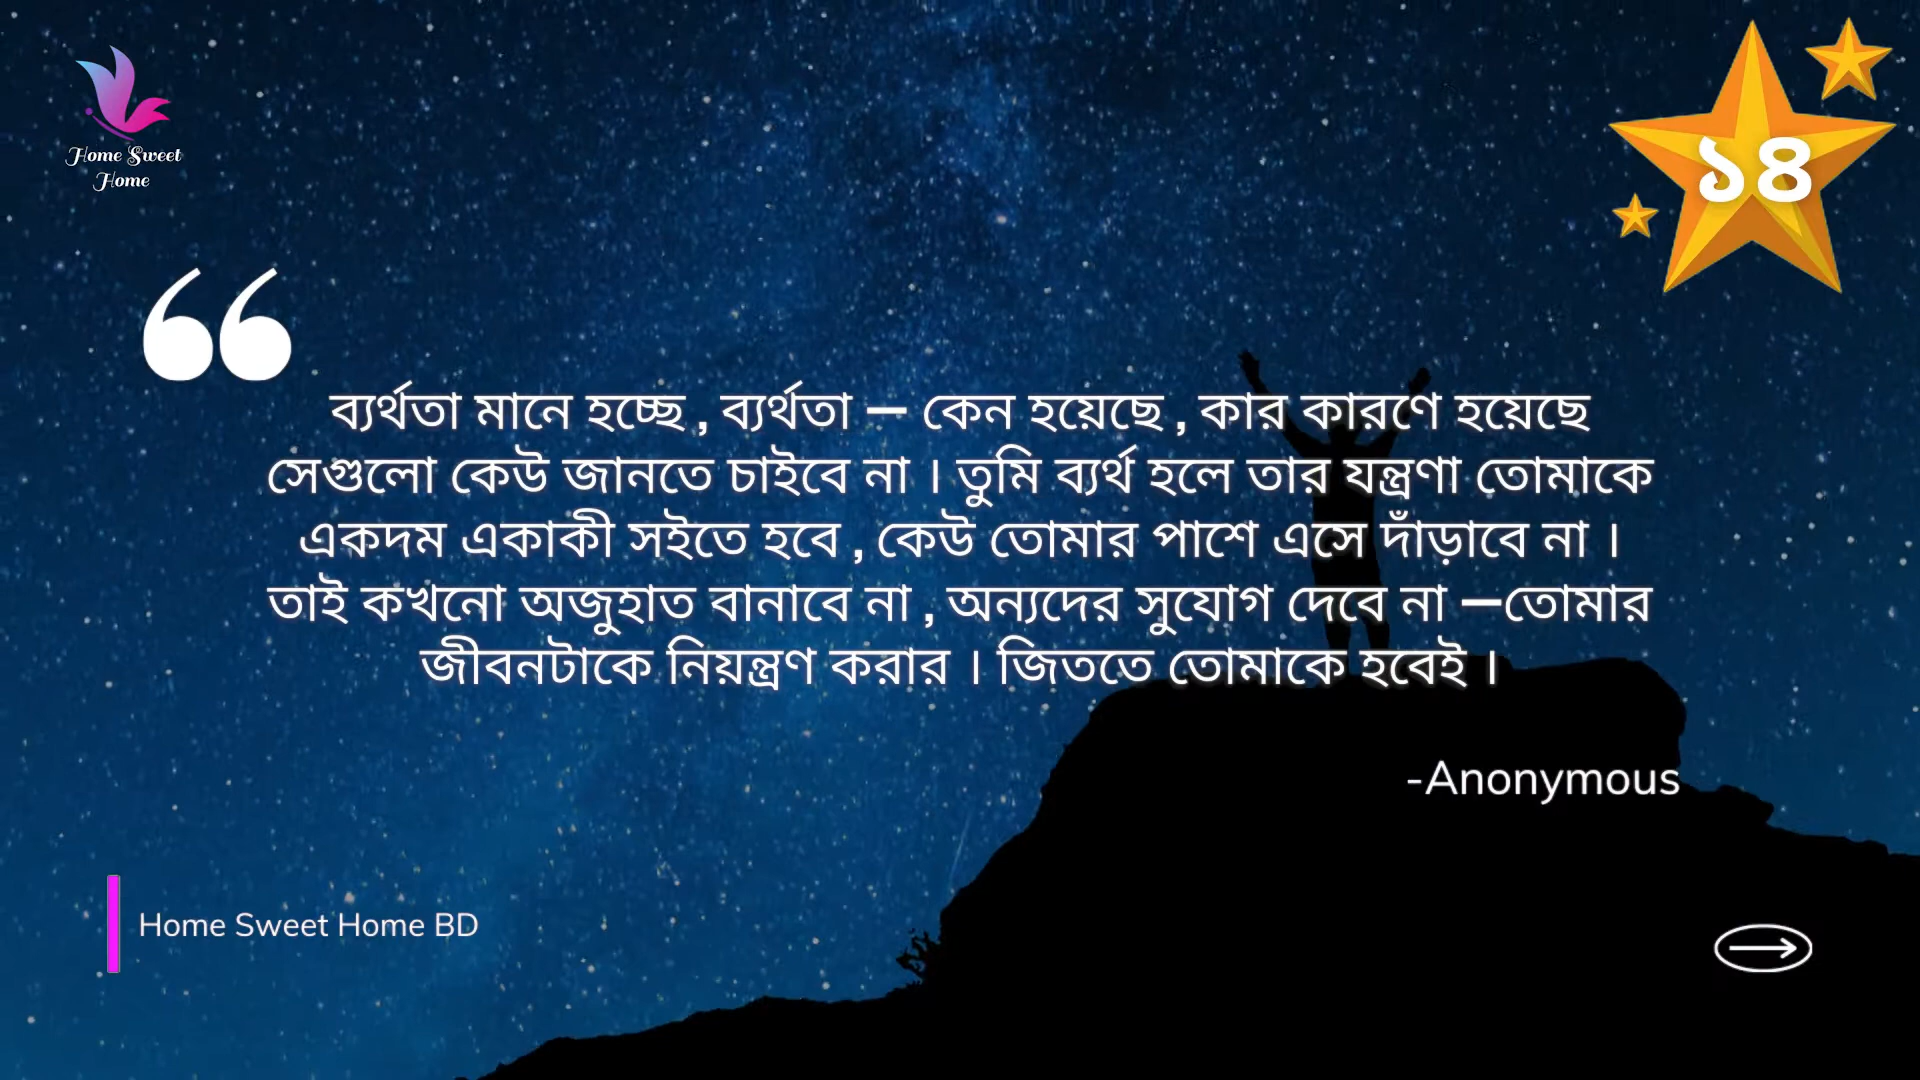 Home Sweet
Home
১৪
ব্যর্থতা মানে হচ্ছে , ব্যর্থতা — কেন হয়েছে , কার কারণে হয়েছে
সেগুলো কেউ জানতে চাইবে না । তুমি ব্যর্থ হলে তার যন্ত্রণা তোমাকে
একদম একাকী সইতে হবে , কেউ তোমার পাশে এসে দাঁড়াবে না ।
তাই কখনো অজুহাত বানাবে না , অন্যদের সুযোগ দেবে না —তোমার
জীবনটাকে নিয়ন্ত্রণ করার । জিততে তোমাকে হবেই ।
-Anonymous
Home Sweet Home BD